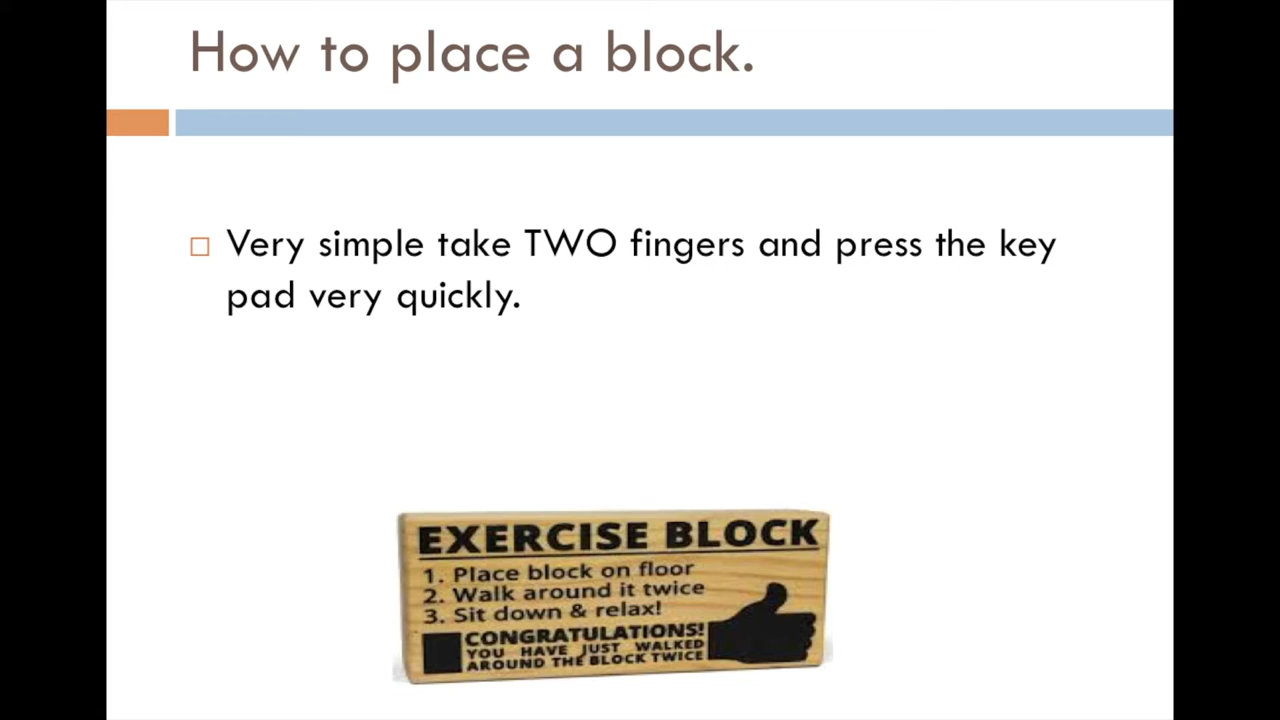 How to place a block.
Very simple take TWO fingers and press the key
pad very quickly.
EXERCISE BLOCK
1. Place block on floor
2. Walk around it twice
3. Sit down & relax!
CONGRATULATIONS!
YOU HAVE JUST WALKED
AROUND THE BLOCK TWICE